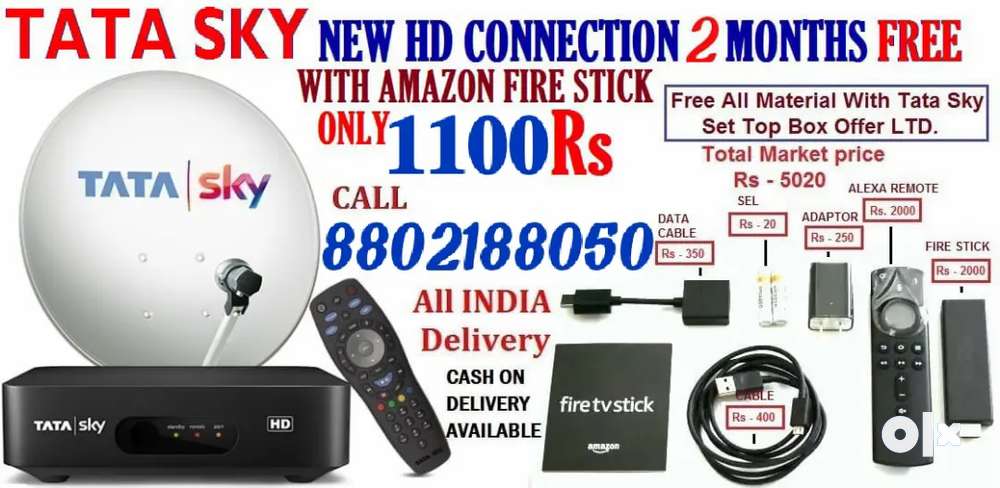 TATA SKY NEW HD CONNECTION 2 MONTHS FREE
WITH AMAZON FIRE STICK
ONLY 1100Rs
Free All Material With Tata Sky
Set Top Box Offer LTD.
Total Market price
Rs - 5020
TATA sky
CALL
8802188050
All INDIA
Delivery
CASH ON
DELIVERY
AVAILABLE
DATA
CABLE
Rs - 350
SEL
Rs - 20
ADAPTOR
Rs - 250
ALEXA REMOTE
Rs. 2000
FIRE STICK
Rs - 2000
fire tv stick
amazon
CABLE
Rs - 400
TATA sky
HD
olx